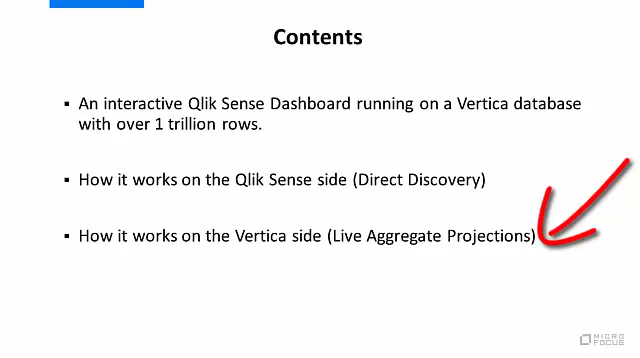 Contents
▪ An interactive Qlik Sense Dashboard running on a Vertica database
with over 1 trillion rows.
▪ How it works on the Qlik Sense side (Direct Discovery)
▪ How it works on the Vertica side (Live Aggregate Projections)
MICRO
FOCUS